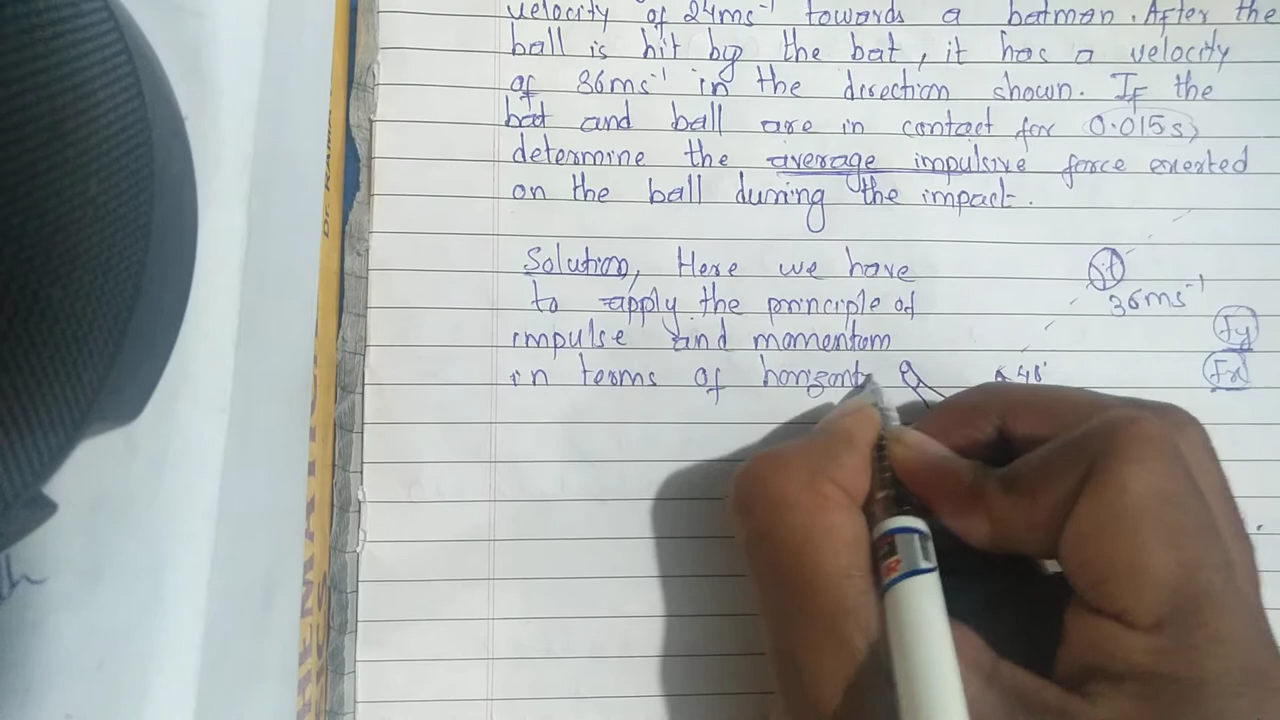 velocity of 24ms⁻¹ towards a batman. After the
ball is hit by the bat, it has a velocity
of 36ms⁻¹ in the direction shown. If the
bat and ball are in contact for 0.015s,
determine the average impulsive force exerted
on the ball durring the impact.
Solution, Here we have
to apply the principle of
impulse and momentum
in terms of horizont
36ms⁻¹
Fy
Fx